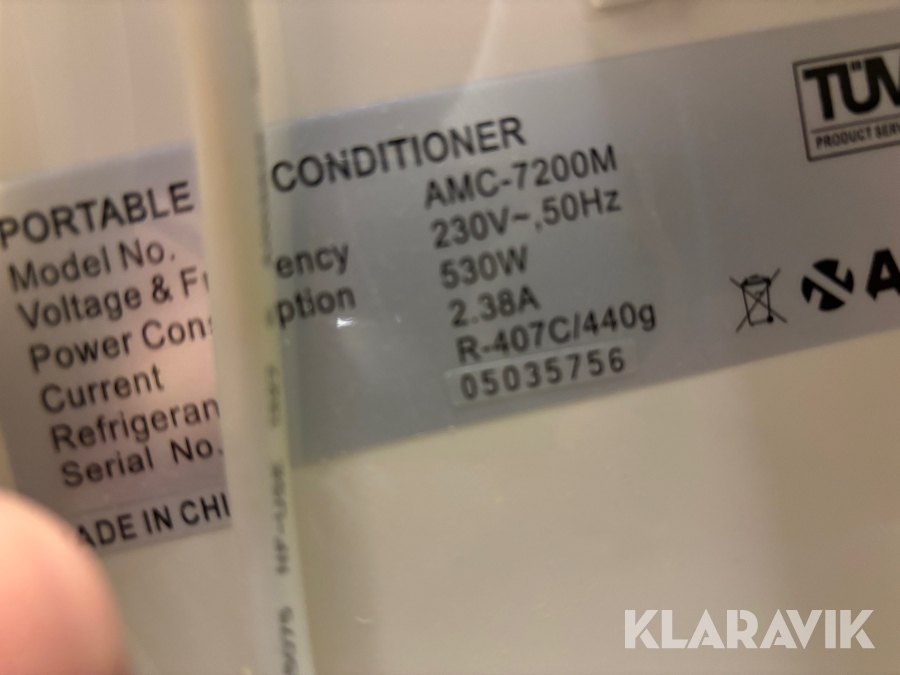 PORTABLE CONDITIONER
Model No. AMC-7200M
Voltage & Fr ency 230V~,50Hz
Power Cons ption 530W
Current 2.38A
Refrigeran R-407C/440g
Serial No. 05035756
ADE IN CHI
TÜV
PRODUCT SERV
A
KLARAVIK